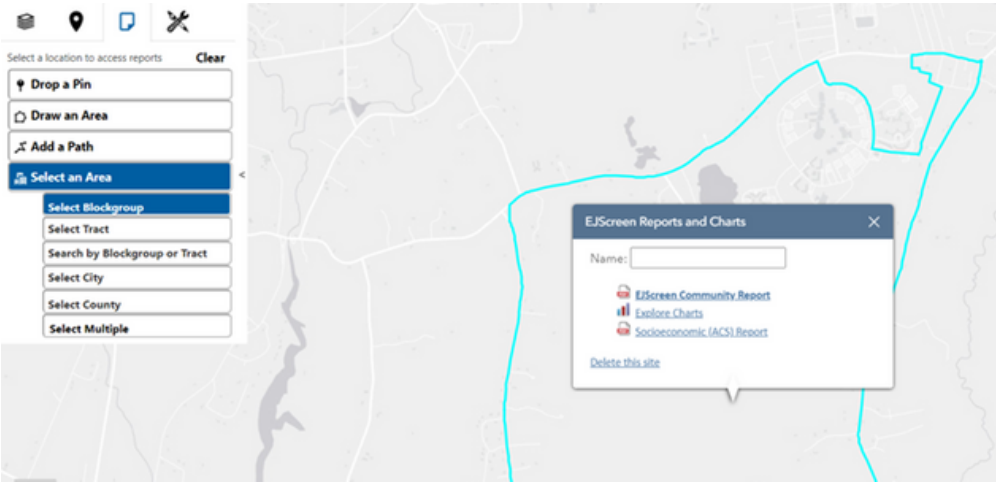 Select a location to access reports Clear
Drop a Pin
Draw an Area
Add a Path
Select an Area
<
Select Blockgroup
Select Tract
Search by Blockgroup or Tract
Select City
Select County
Select Multiple
EJScreen Reports and Charts
Name:
EJScreen Community Report
Explore Charts
Socioeconomic (ACS) Report
Delete this site